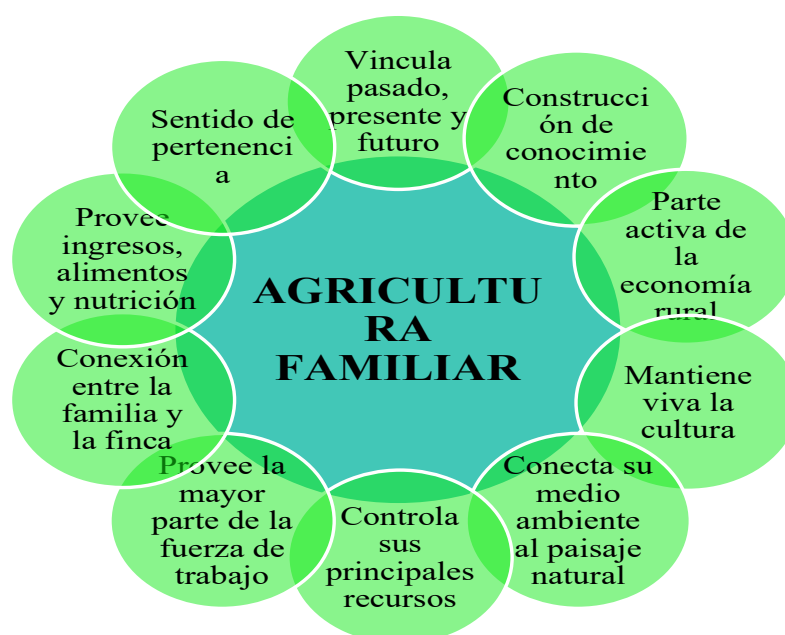 Vincula
pasado,
presente y
futuro
Construcci
ón de
conocimie
nto
Parte
activa de
la
economía
rural
Mantiene
viva la
cultura
Conecta su
medio
ambiente
al paisaje
natural
Controla
sus
principales
recursos
Provee la
mayor
parte de la
fuerza de
trabajo
Conexión
entre la
familia y
la finca
Provee
ingresos,
alimentos
y nutrición
Sentido de
pertenenci
a
AGRICULTU
RA
FAMILIAR